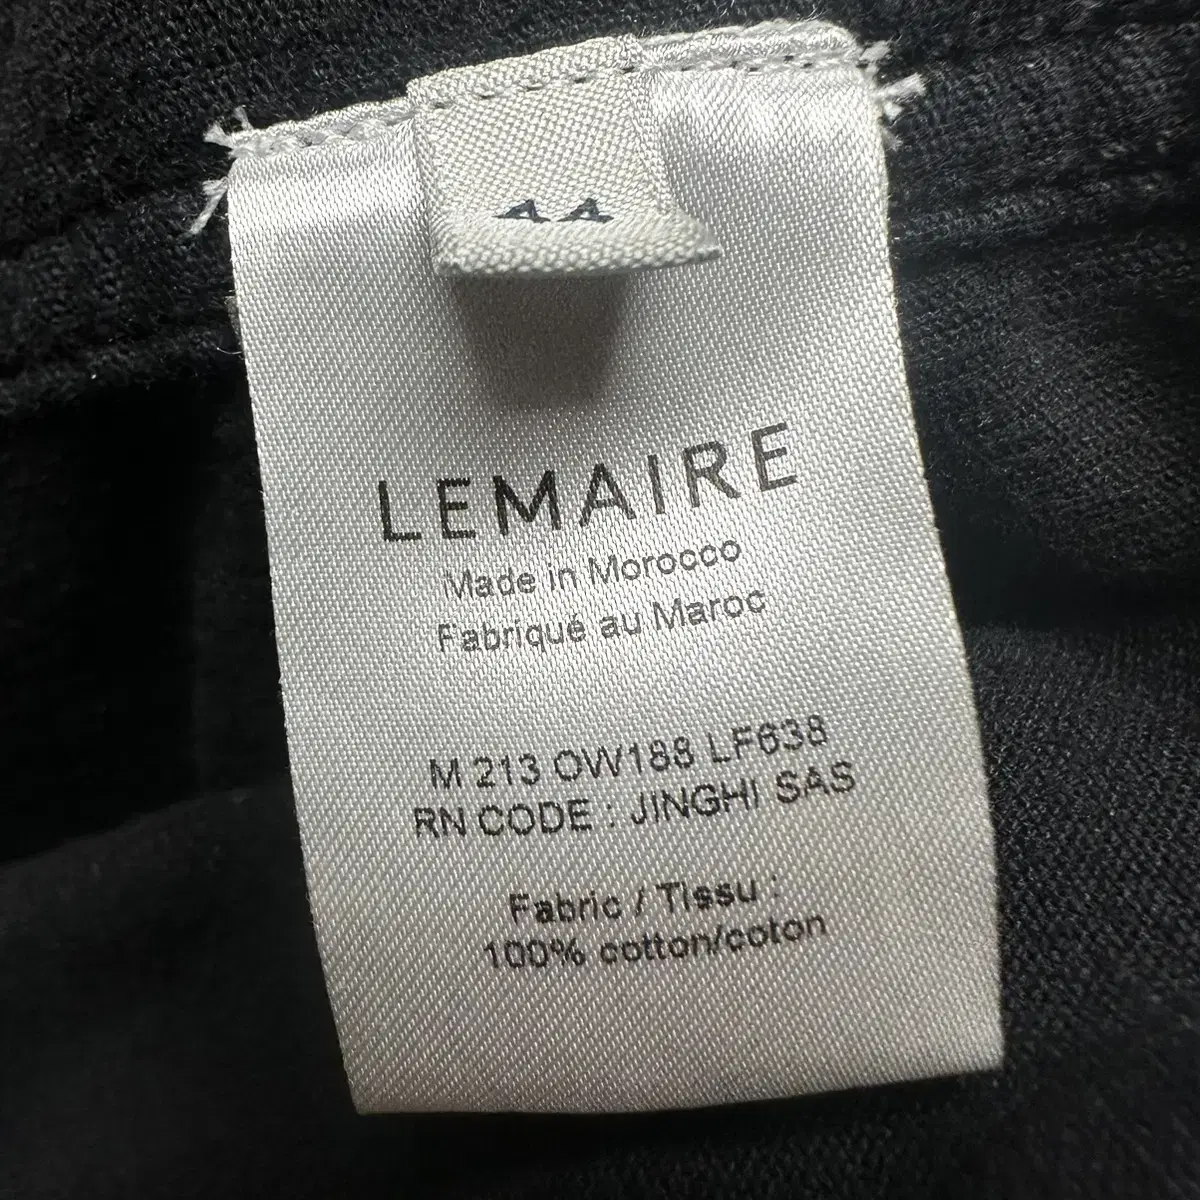 44
LEMAIRE
Made in Morocco
Fabriqué au Maroc
M 213 OW188 LF638
RN CODE : JINGHI SAS
Fabric / Tissu :
100% cotton/coton